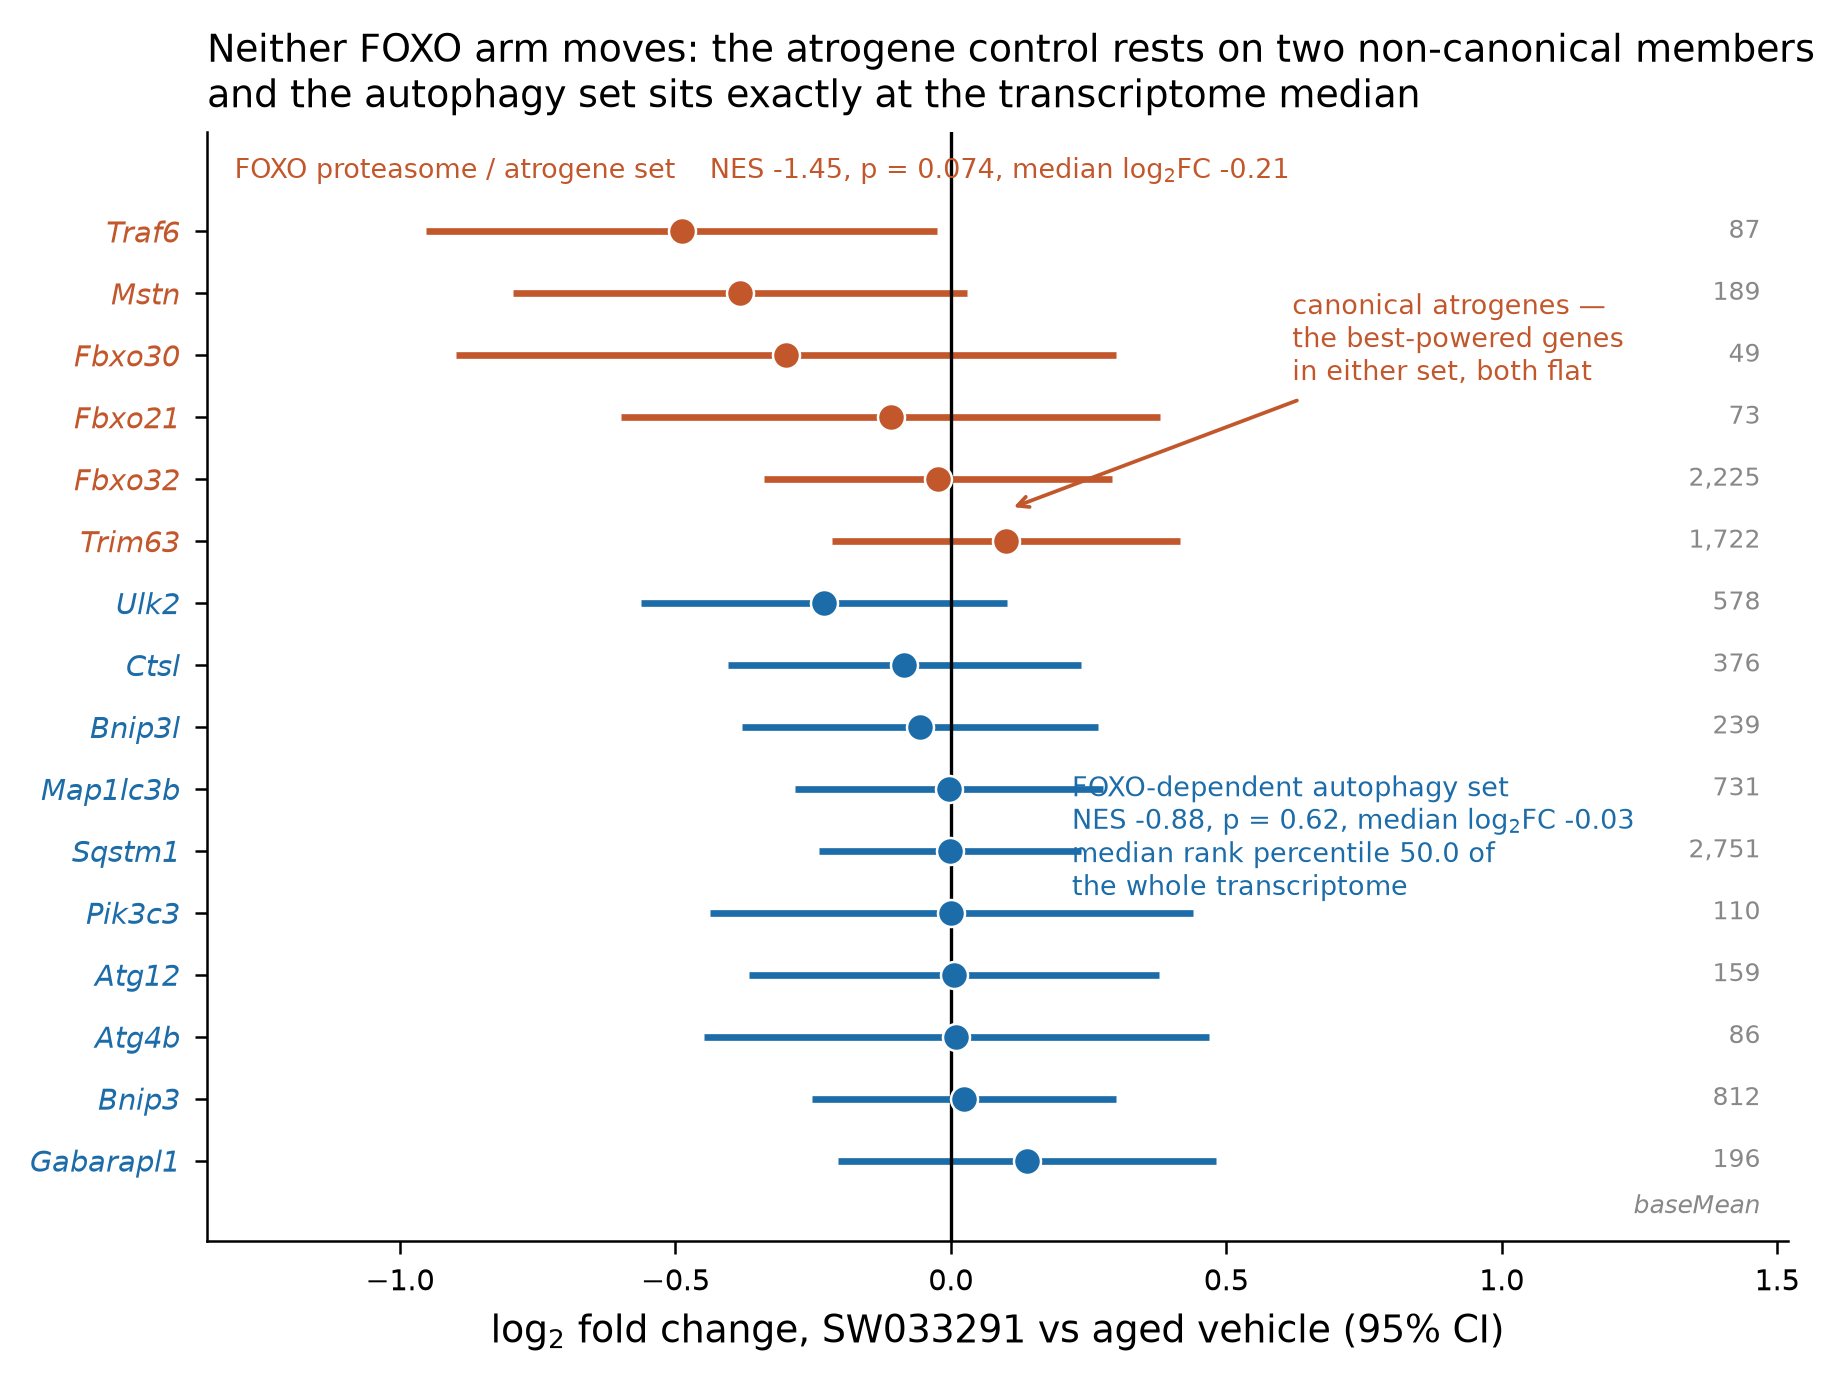 Neither FOXO arm moves: the atrogene control rests on two non-canonical members
and the autophagy set sits exactly at the transcriptome median
FOXO proteasome / atrogene set NES -1.45, p = 0.074, median log₂FC -0.21
Traf6 87
Mstn 189
canonical atrogenes —
the best-powered genes
in either set, both flat
Fbxo30 49
Fbxo21 73
Fbxo32 2,225
Trim63 1,722
Ulk2 578
Ctsl 376
Bnip3l 239
Map1lc3b 731
FOXO-dependent autophagy set
NES -0.88, p = 0.62, median log₂FC -0.03
median rank percentile 50.0 of
the whole transcriptome
Sqstm1 2,751
Pik3c3 110
Atg12 159
Atg4b 86
Bnip3 812
Gabarapl1 196
baseMean
−1.0 −0.5 0.0 0.5 1.0 1.5
log₂ fold change, SW033291 vs aged vehicle (95% CI)